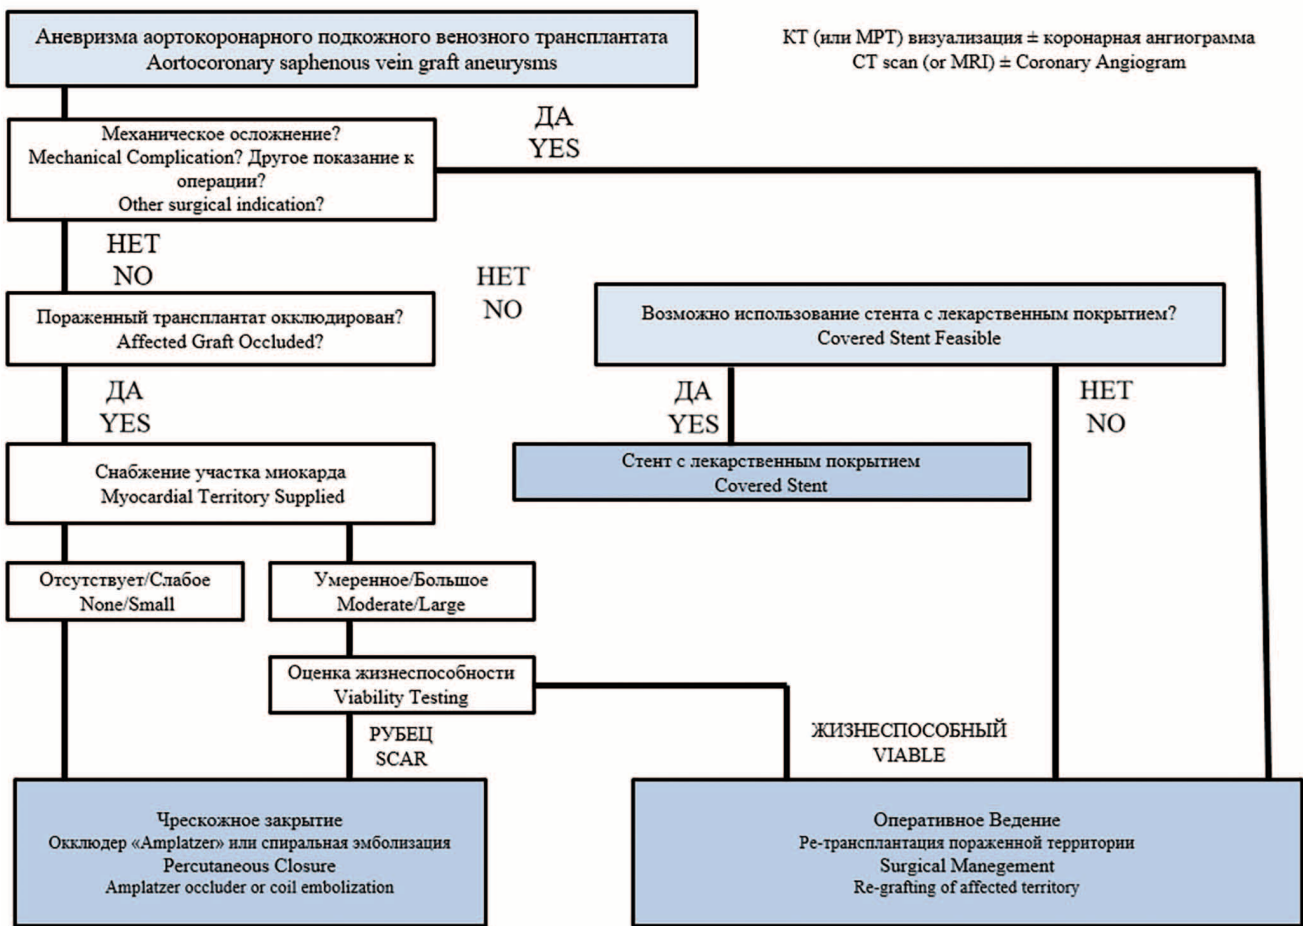 Аневризма аортокоронарного подкожного венозного трансплантата
Aortocoronary saphenous vein graft aneurysms
КТ (или МРТ) визуализация ± коронарная ангиограмма
CT scan (or MRI) ± Coronary Angiogram
Механическое осложнение?
Mechanical Complication? Другое показание к
операции?
Other surgical indication?
ДА
YES
НЕТ
NO
НЕТ
NO
Пораженный трансплантат окклюдирован?
Affected Graft Occluded?
Возможно использование стента с лекарственным покрытием?
Covered Stent Feasible
ДА
YES
ДА
YES
НЕТ
NO
Снабжение участка миокарда
Myocardial Territory Supplied
Стент с лекарственным покрытием
Covered Stent
Отсутствует/Слабое
None/Small
Умеренное/Большое
Moderate/Large
Оценка жизнеспособности
Viability Testing
РУБЕЦ
SCAR
ЖИЗНЕСПОСОБНЫЙ
VIABLE
Чрескожное закрытие
Окклюдер «Amplatzer» или спиральная эмболизация
Percutaneous Closure
Amplatzer occluder or coil embolization
Оперативное Ведение
Ре-трансплантация пораженной территории
Surgical Manegement
Re-grafting of affected territory